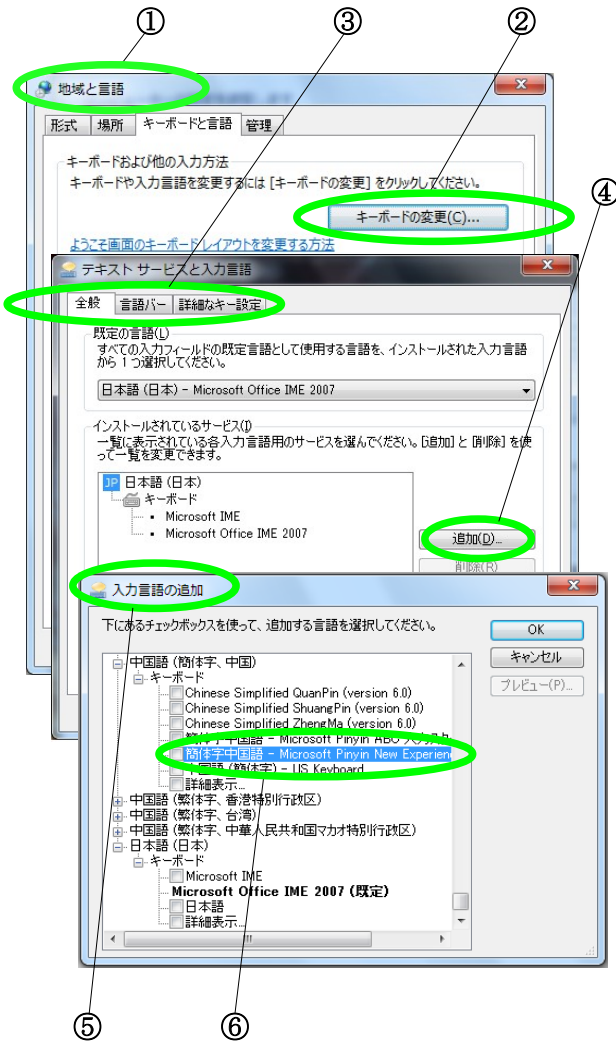 ① ③ ②
地域と言語
形式 場所 キーボードと言語 管理
キーボードおよび他の入力方法
キーボードや入力言語を変更するには [キーボードの変更] をクリックしてください。
④
キーボードの変更(C)...
ようこそ画面のキーボード レイアウトを変更する方法
テキスト サービスと入力言語
全般 言語バー 詳細なキー設定
既定の言語(L)
すべての入力フィールドの既定言語として使用する言語を、インストールされた入力言語
から 1 つ選択してください。
日本語 (日本) - Microsoft Office IME 2007
インストールされているサービス(I)
一覧に表示されている各入力言語用のサービスを選んでください。[追加] と [削除] を使
って一覧を変更できます。
JP 日本語 (日本)
キーボード
Microsoft IME
Microsoft Office IME 2007
追加(D)...
削除(R)
入力言語の追加
下にあるチェックボックスを使って、追加する言語を選択してください。
OK
キャンセル
プレビュー(P)...
中国語 (簡体字、中国)
キーボード
Chinese Simplified QuanPin (version 6.0)
Chinese Simplified ShuangPin (version 6.0)
Chinese Simplified ZhengMa (version 6.0)
簡体字中国語 - Microsoft Pinyin ABC
簡体字中国語 - Microsoft Pinyin New Experien
中国語 (簡体字) - US Keyboard
詳細表示...
中国語 (繁体字、香港特別行政区)
中国語 (繁体字、台湾)
中国語 (繁体字、中華人民共和国マカオ特別行政区)
日本語 (日本)
キーボード
Microsoft IME
Microsoft Office IME 2007 (既定)
日本語
詳細表示...
⑤ ⑥